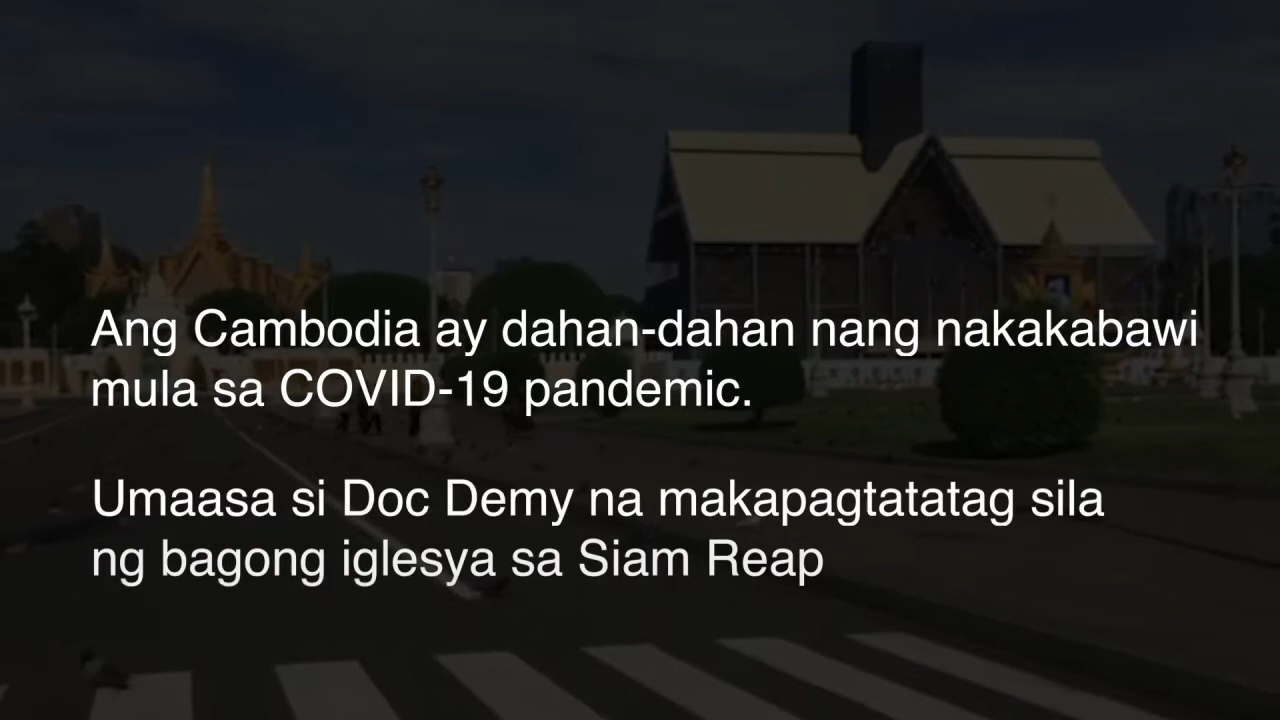 Ang Cambodia ay dahan-dahan nang nakakabawi
mula sa COVID-19 pandemic.
Umaasa si Doc Demy na makapagtatatag sila
ng bagong iglesya sa Siam Reap